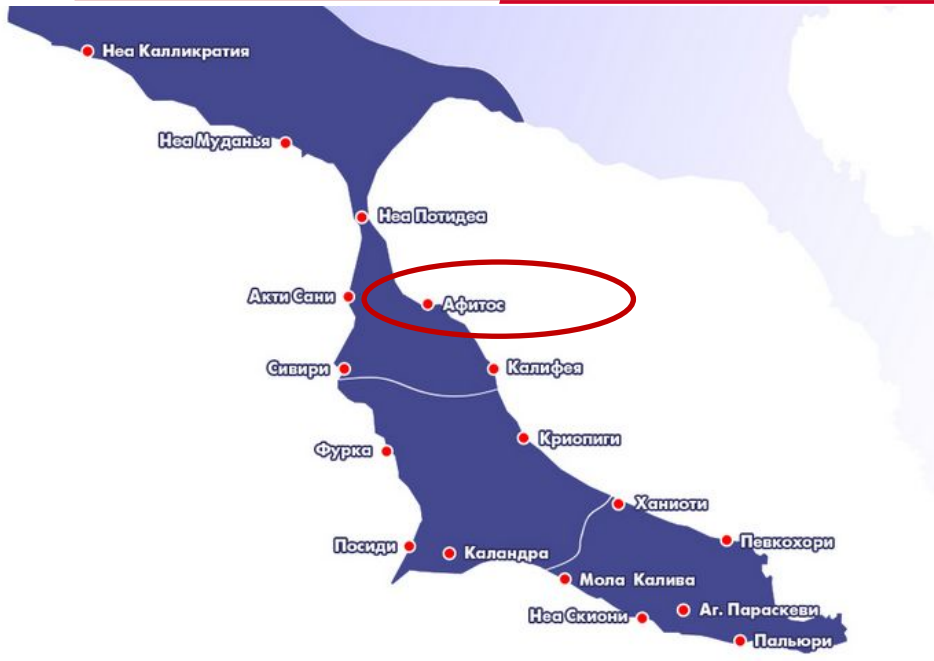 Неа Калликратия
Неа Муданья
Неа Потидеа
Акти Сани
Афитос
Сивири
Калифея
Криопиги
Фурка
Ханиоти
Певкохори
Посиди
Каландра
Мола Калива
Аг. Параскеви
Неа Скиони
Пальюри